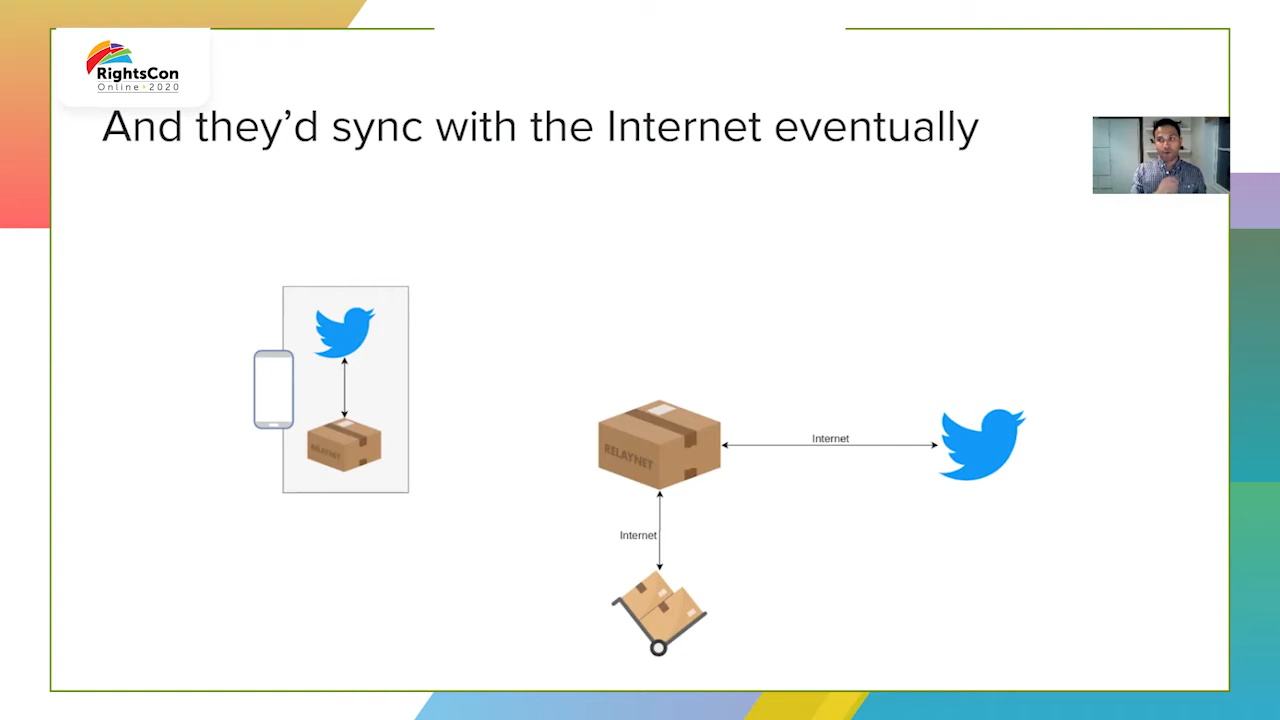 RightsCon
Online 2020
And they’d sync with the Internet eventually
RELAYNET
RELAYNET
Internet
Internet